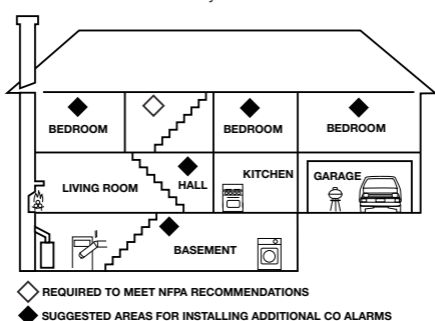 BEDROOM
BEDROOM
BEDROOM
LIVING ROOM
HALL
KITCHEN
GARAGE
BASEMENT
REQUIRED TO MEET NFPA RECOMMENDATIONS
SUGGESTED AREAS FOR INSTALLING ADDITIONAL CO ALARMS